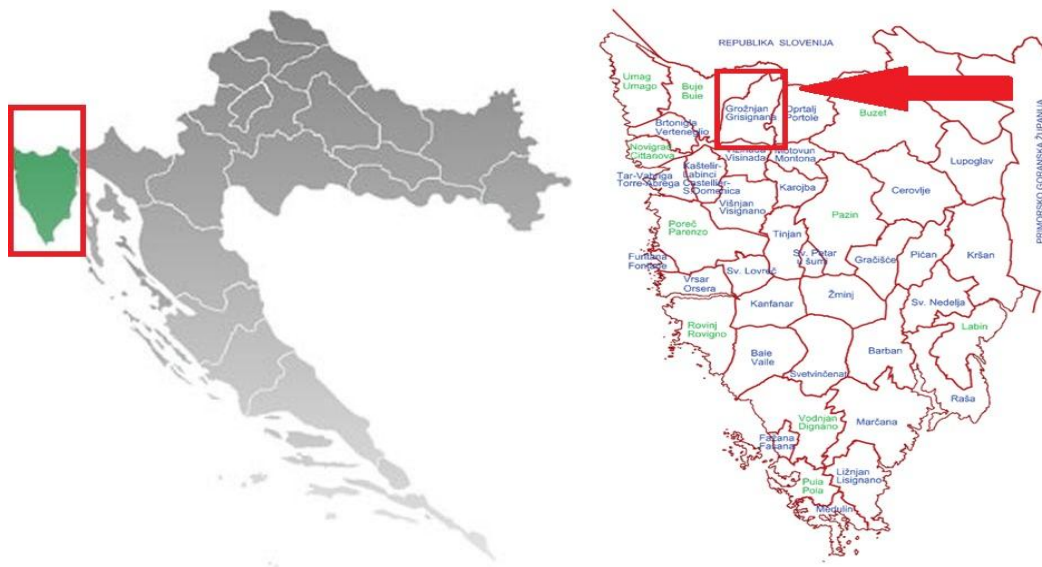 REPUBLIKA SLOVENIJA
Umag
Umago
Buje
Buie
Grožnjan
Grisignana
Oprtalj
Portole
Buzet
Brtonigla
Verteneglio
Novigrad
Cittanova
Vižinada
Visinada
Motovun
Montona
Lupoglav
Tar-Vabriga
Torre-Abrega
Kaštelir-
Labinci
Castellier-
S.Domenica
Karojba
Cerovlje
Višnjan
Visignano
Pazin
Poreč
Parenzo
Tinjan
Sv. Petar
u šumi
Gračišće
Pićan
Kršan
Funtana
Fontane
Vrsar
Orsera
Sv. Lovreč
Kanfanar
Žminj
Sv. Nedelja
Labin
Rovinj
Rovigno
Bale
Valle
Svetvinčenat
Barban
Raša
Vodnjan
Dignano
Marčana
Fažana
Fasana
Pula
Pola
Ližnjan
Lisignano
Medulin
PRIMORSKO GORANSKA ŽUPANIJA